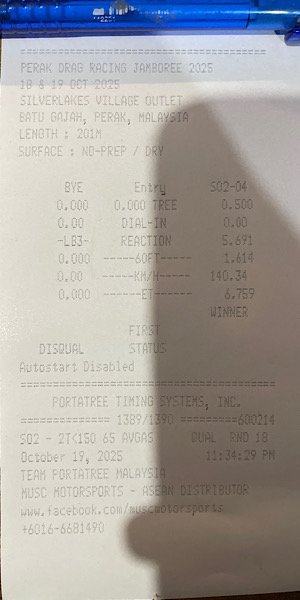 ==================================
PERAK DRAG RACING JAMBOREE 2025
18 & 19 OCT 2025
SILVERLAKES VILLAGE OUTLET
BATU GAJAH, PERAK, MALAYSIA
LENGTH : 201M
SURFACE : NO-PREP / DRY
BYE Entry S02-04
0.000 0.000 TREE 0.500
0.00 DIAL-IN 0.00
-LB3- REACTION 5.691
0.000 -----60FT----- 1.614
0.00 -----KM/H----- 140.34
0.000 ------ET------ 6.759
WINNER
FIRST
DISQUAL STATUS
Autostart Disabled
==================================
PORTATREE TIMING SYSTEMS, INC.
============== 1389/1390 =========600214
S02 - 2TK150 65 AVGAS QUAL RND 18
October 19, 2025 11:34:29 PM
TEAM PORTATREE MALAYSIA
MUSC MOTORSPORTS - ASEAN DISTRIBUTOR
www.facebook.com/muscmotorsports
+6016-6681490